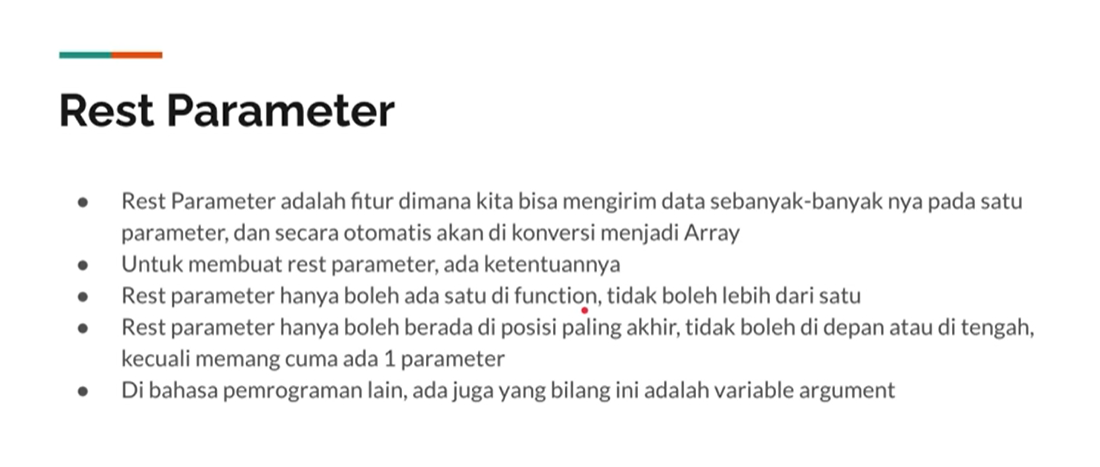 Rest Parameter
● Rest Parameter adalah fitur dimana kita bisa mengirim data sebanyak-banyak nya pada satu
parameter, dan secara otomatis akan di konversi menjadi Array
● Untuk membuat rest parameter, ada ketentuannya
● Rest parameter hanya boleh ada satu di function, tidak boleh lebih dari satu
● Rest parameter hanya boleh berada di posisi paling akhir, tidak boleh di depan atau di tengah,
kecuali memang cuma ada 1 parameter
● Di bahasa pemrograman lain, ada juga yang bilang ini adalah variable argument